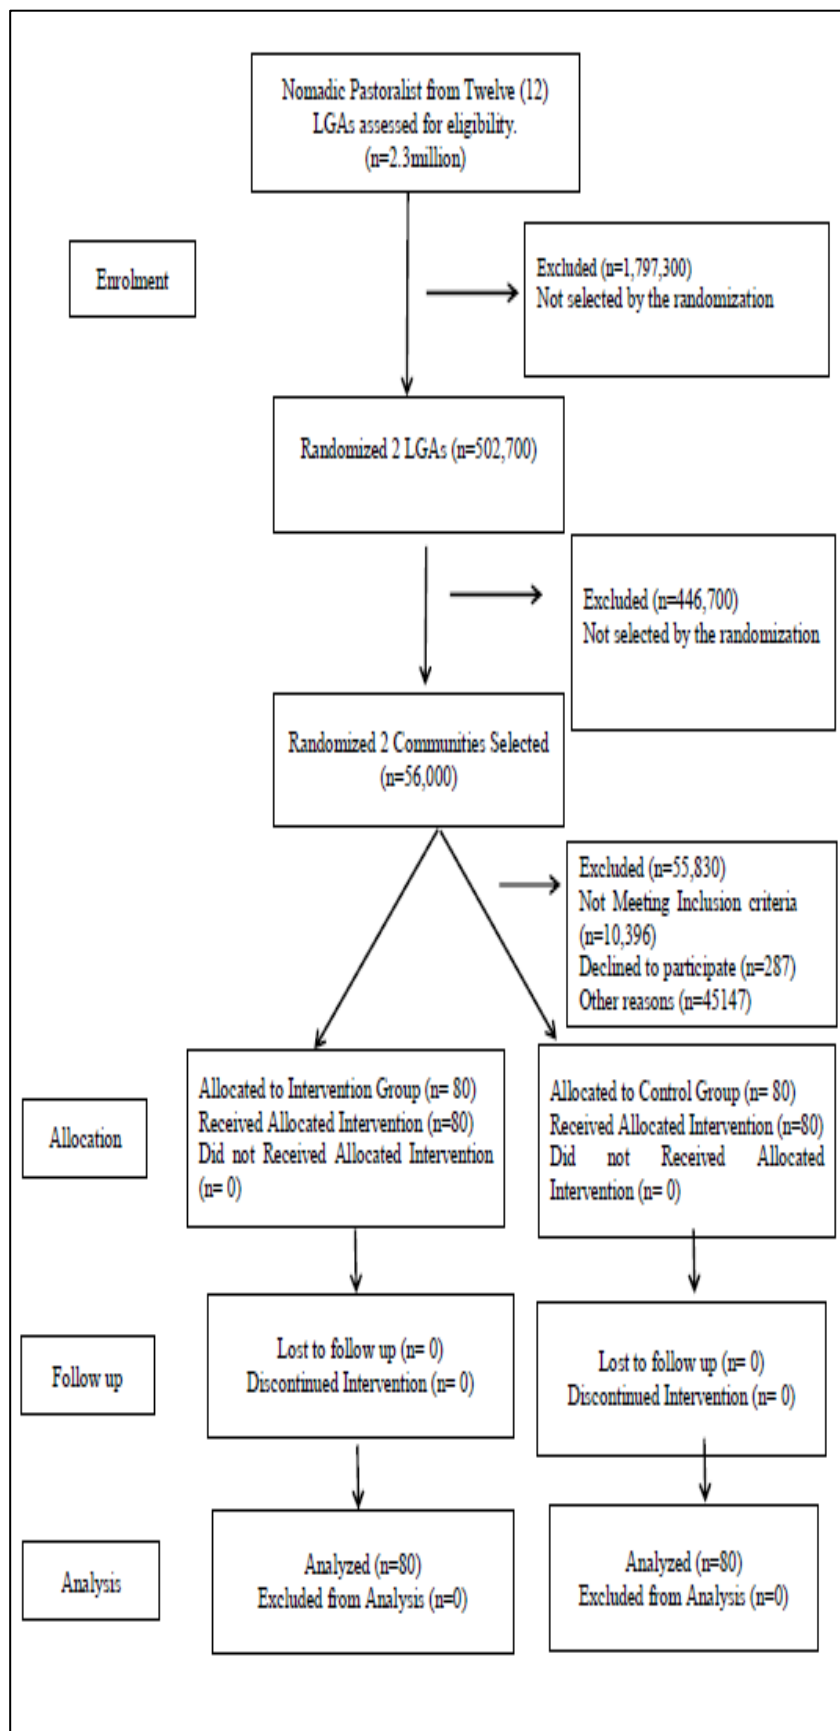 Nomadic Pastoralist from Twelve (12)
LGAs assessed for eligibility.
(n=2.3million)
Enrolment
Excluded (n=1,797,300)
Not selected by the randomization
Randomized 2 LGAs (n=502,700)
Excluded (n=446,700)
Not selected by the randomization
Randomized 2 Communities Selected
(n=56,000)
Excluded (n=55,830)
Not Meeting Inclusion criteria
(n=10,396)
Declined to participate (n=287)
Other reasons (n=45147)
Allocation
Allocated to Intervention Group (n= 80)
Received Allocated Intervention (n=80)
Did not Received Allocated Intervention
(n= 0)
Allocated to Control Group (n= 80)
Received Allocated Intervention (n=80)
Did not Received Allocated
Intervention (n= 0)
Follow up
Lost to follow up (n= 0)
Discontinued Intervention (n= 0)
Lost to follow up (n= 0)
Discontinued Intervention (n= 0)
Analysis
Analyzed (n=80)
Excluded from Analysis (n=0)
Analyzed (n=80)
Excluded from Analysis (n=0)